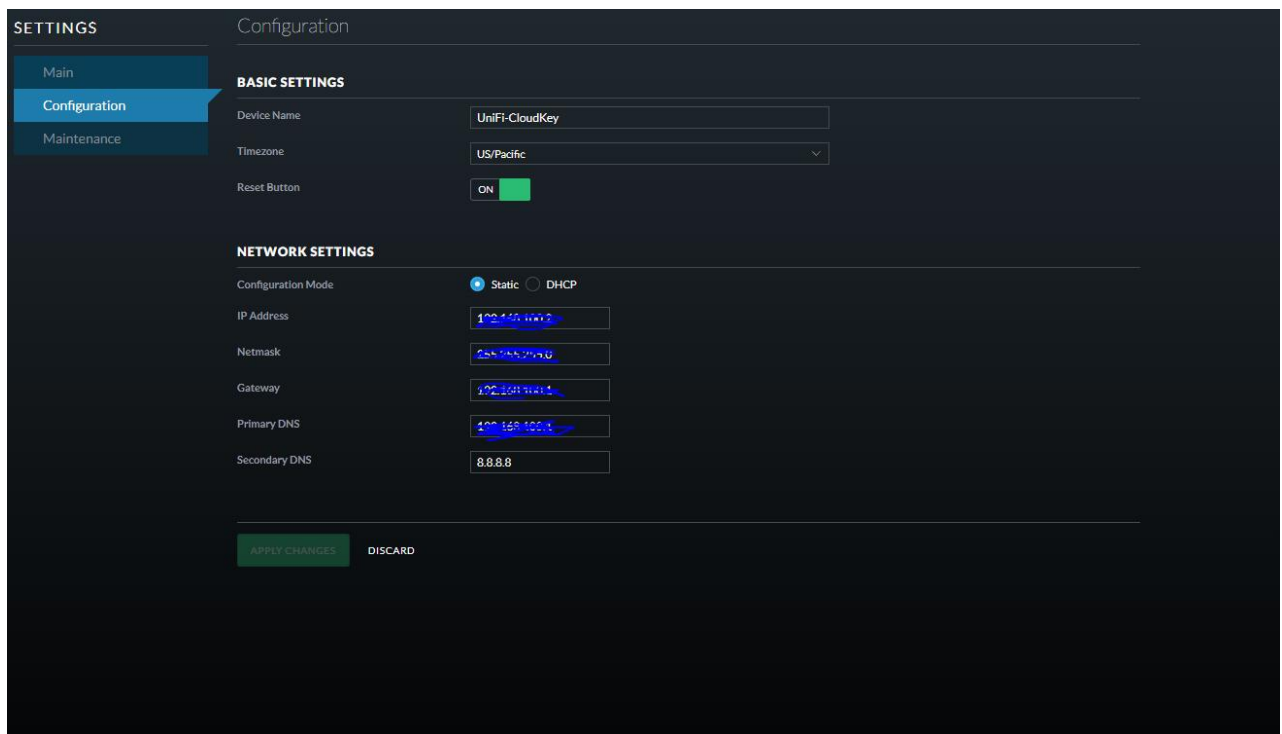 SETTINGS
Configuration
Main
Configuration
Maintenance
BASIC SETTINGS
Device Name UniFi-CloudKey
Timezone US/Pacific
Reset Button ON
NETWORK SETTINGS
Configuration Mode Static DHCP
IP Address
Netmask
Gateway
Primary DNS
Secondary DNS 8.8.8.8
APPLY CHANGES DISCARD